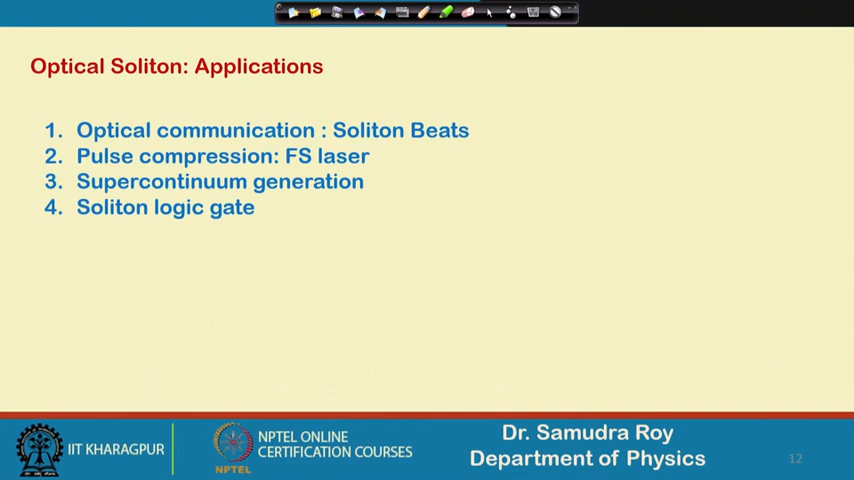 Optical Soliton: Applications
1. Optical communication : Soliton Beats
2. Pulse compression: FS laser
3. Supercontinuum generation
4. Soliton logic gate
IIT KHARAGPUR
NPTEL
NPTEL ONLINE
CERTIFICATION COURSES
Dr. Samudra Roy
Department of Physics
12